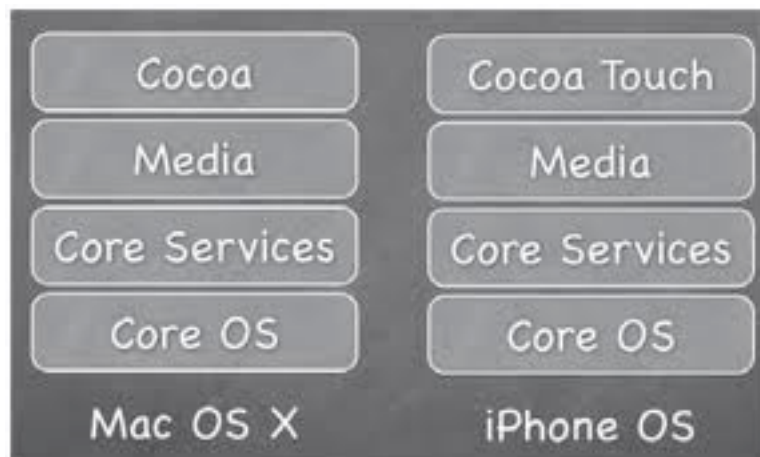 Cocoa
Media
Core Services
Core OS
Mac OS X
Cocoa Touch
Media
Core Services
Core OS
iPhone OS